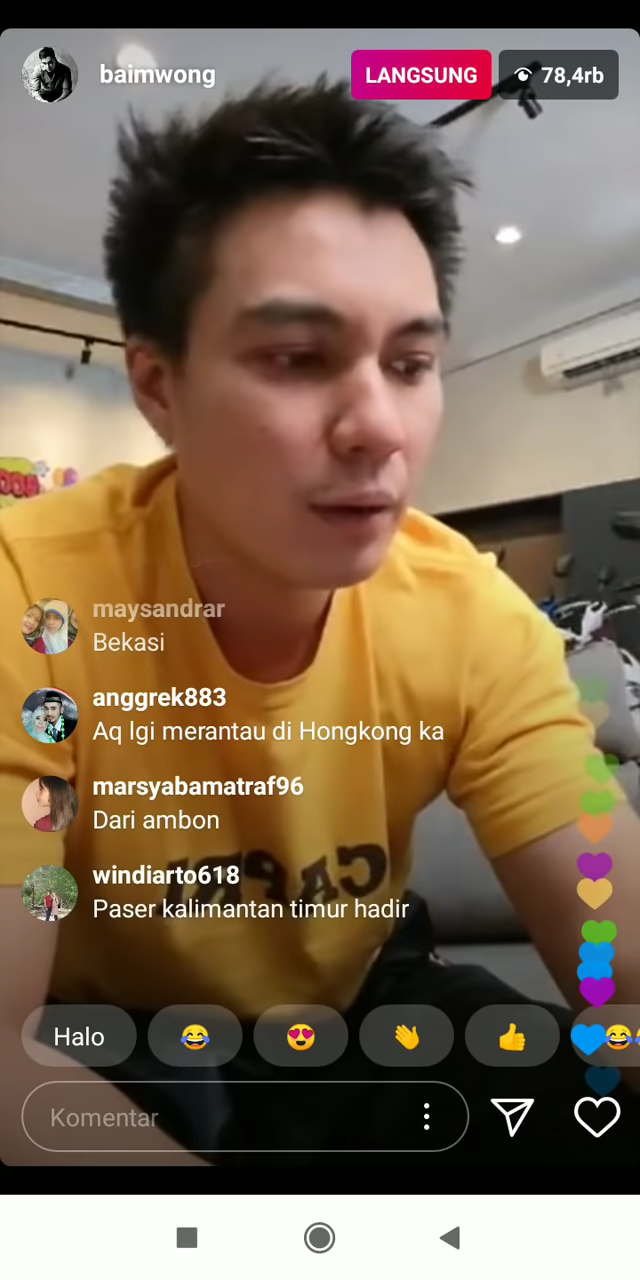 baimwong
LANGSUNG
78,4rb
maysandrar
Bekasi
anggrek883
Aq lgi merantau di Hongkong ka
marsyabamatraf96
Dari ambon
windiarto618
Paser kalimantan timur hadir
Halo
Komentar